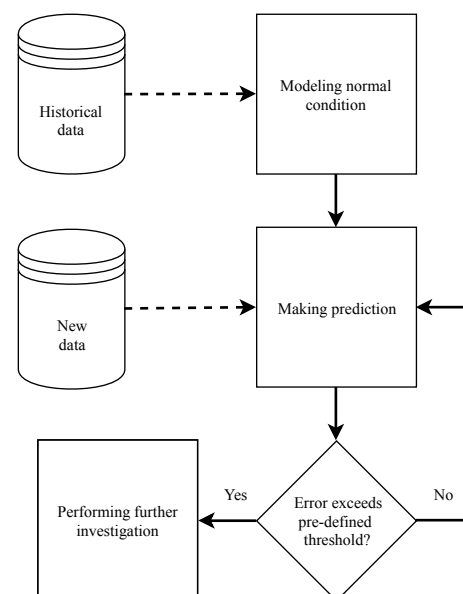 Historical
data
Modeling normal
condition
New
data
Making prediction
Performing further
investigation
Yes
Error exceeds
pre-defined
threshold?
No